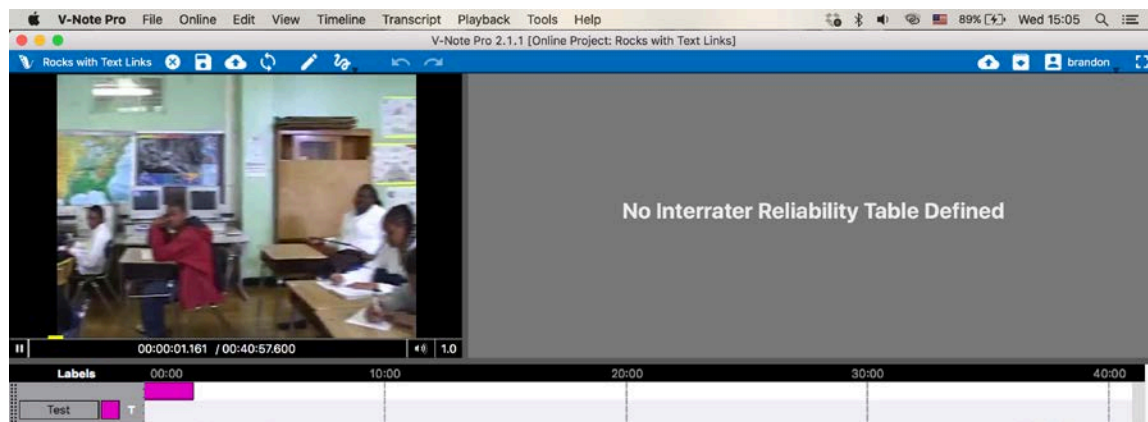 V-Note Pro File Online Edit View Timeline Transcript Playback Tools Help 89% Wed 15:05
V-Note Pro 2.1.1 [Online Project: Rocks with Text Links]
Rocks with Text Links brandon
No Interrater Reliability Table Defined
00:00:01.161 / 00:40:57.600 1.0
Labels 00:00 10:00 20:00 30:00 40:00
Test T